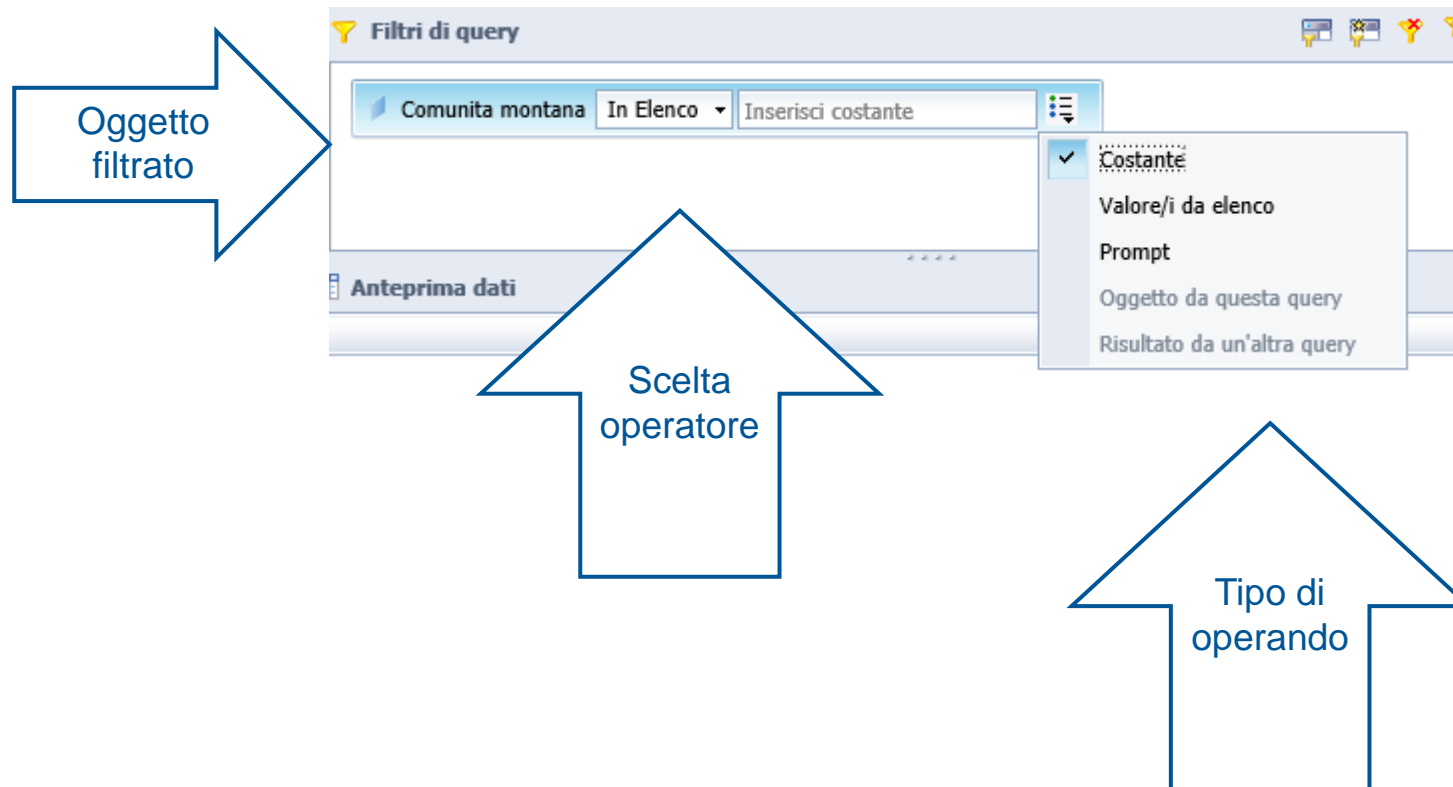 Filtri di query
Oggetto
filtrato
Comunita montana In Elenco Inserisci costante
Costante
Valore/i da elenco
Prompt
Oggetto da questa query
Risultato da un'altra query
Anteprima dati
Scelta
operatore
Tipo di
operando